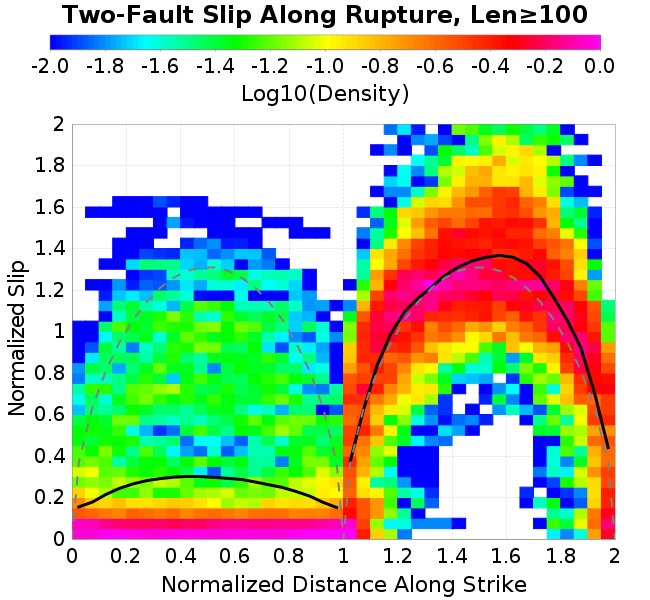 Two-Fault Slip Along Rupture, Len≥100
-2.0 -1.8 -1.6 -1.4 -1.2 -1.0 -0.8 -0.6 -0.4 -0.2 0.0
Log10(Density)
2
1.8
1.6
1.4
1.2
1
0.8
0.6
0.4
0.2
0
Normalized Slip
0 0.2 0.4 0.6 0.8 1 1.2 1.4 1.6 1.8 2
Normalized Distance Along Strike